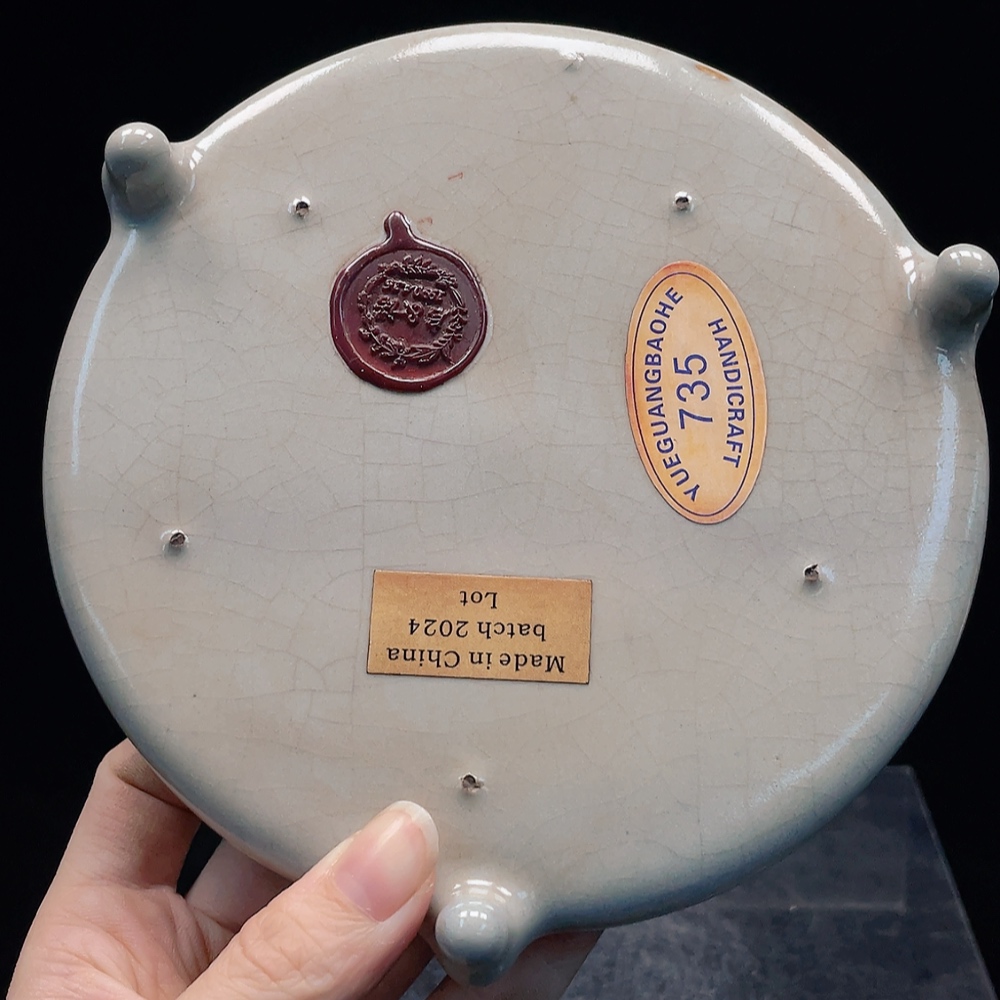 YUEGUANGBAOHE
735
HANDICRAFT
Made in China
batch 2024
Lot